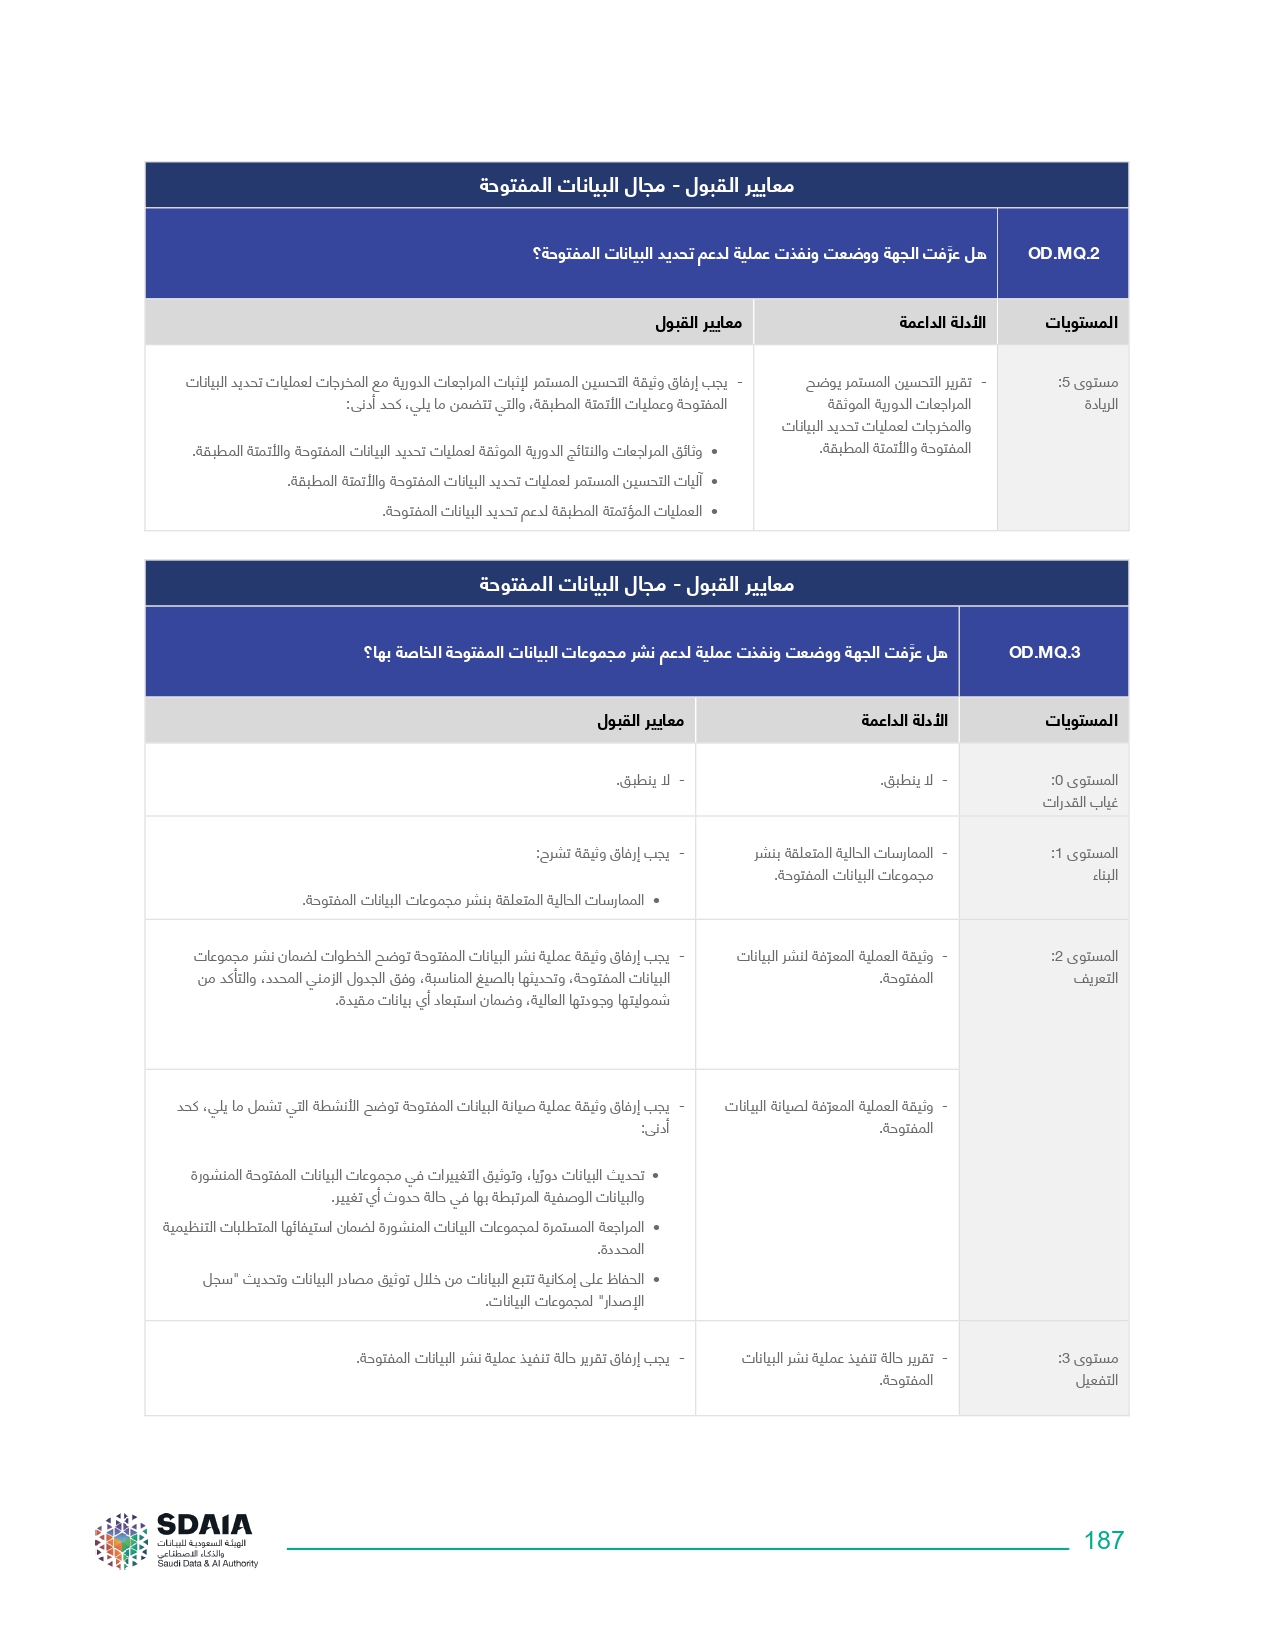 معايير القبول - مجال البيانات المفتوحة
OD.MQ.2
هل عرَّفت الجهة ووضعت ونفذت عملية لدعم تحديد البيانات المفتوحة؟
المستويات
الأدلة الداعمة
معايير القبول
مستوى 5:
الريادة
- تقرير التحسين المستمر يوضح
المراجعات الدورية الموثقة
والمخرجات لعمليات تحديد البيانات
المفتوحة والأتمتة المطبقة.
- يجب إرفاق وثيقة التحسين المستمر لإثبات المراجعات الدورية مع المخرجات لعمليات تحديد البيانات
المفتوحة وعمليات الأتمتة المطبقة، والتي تتضمن ما يلي، كحد أدنى:
• وثائق المراجعات والنتائج الدورية الموثقة لعمليات تحديد البيانات المفتوحة والأتمتة المطبقة.
• آليات التحسين المستمر لعمليات تحديد البيانات المفتوحة والأتمتة المطبقة.
• العمليات المؤتمتة المطبقة لدعم تحديد البيانات المفتوحة.
معايير القبول - مجال البيانات المفتوحة
OD.MQ.3
هل عرَّفت الجهة ووضعت ونفذت عملية لدعم نشر مجموعات البيانات المفتوحة الخاصة بها؟
المستويات
الأدلة الداعمة
معايير القبول
المستوى 0:
غياب القدرات
- لا ينطبق.
- لا ينطبق.
المستوى 1:
البناء
- الممارسات الحالية المتعلقة بنشر
مجموعات البيانات المفتوحة.
- يجب إرفاق وثيقة تشرح:
• الممارسات الحالية المتعلقة بنشر مجموعات البيانات المفتوحة.
المستوى 2:
التعريف
- وثيقة العملية المعرّفة لنشر البيانات
المفتوحة.
- يجب إرفاق وثيقة عملية نشر البيانات المفتوحة توضح الخطوات لضمان نشر مجموعات
البيانات المفتوحة، وتحديثها بالصيغ المناسبة، وفق الجدول الزمني المحدد، والتأكد من
شموليتها وجودتها العالية، وضمان استبعاد أي بيانات مقيدة.
- وثيقة العملية المعرّفة لصيانة البيانات
المفتوحة.
- يجب إرفاق وثيقة عملية صيانة البيانات المفتوحة توضح الأنشطة التي تشمل ما يلي، كحد
أدنى:
• تحديث البيانات دوريًا، وتوثيق التغييرات في مجموعات البيانات المفتوحة المنشورة
والبيانات الوصفية المرتبطة بها في حالة حدوث أي تغيير.
• المراجعة المستمرة لمجموعات البيانات المنشورة لضمان استيفائها المتطلبات التنظيمية
المحددة.
• الحفاظ على إمكانية تتبع البيانات من خلال توثيق مصادر البيانات وتحديث "سجل
الإصدار" لمجموعات البيانات.
مستوى 3:
التفعيل
- تقرير حالة تنفيذ عملية نشر البيانات
المفتوحة.
- يجب إرفاق تقرير حالة تنفيذ عملية نشر البيانات المفتوحة.
187
SDAIA
الهيئة السعودية للبيانات
والذكاء الاصطناعي
Saudi Data & AI Authority